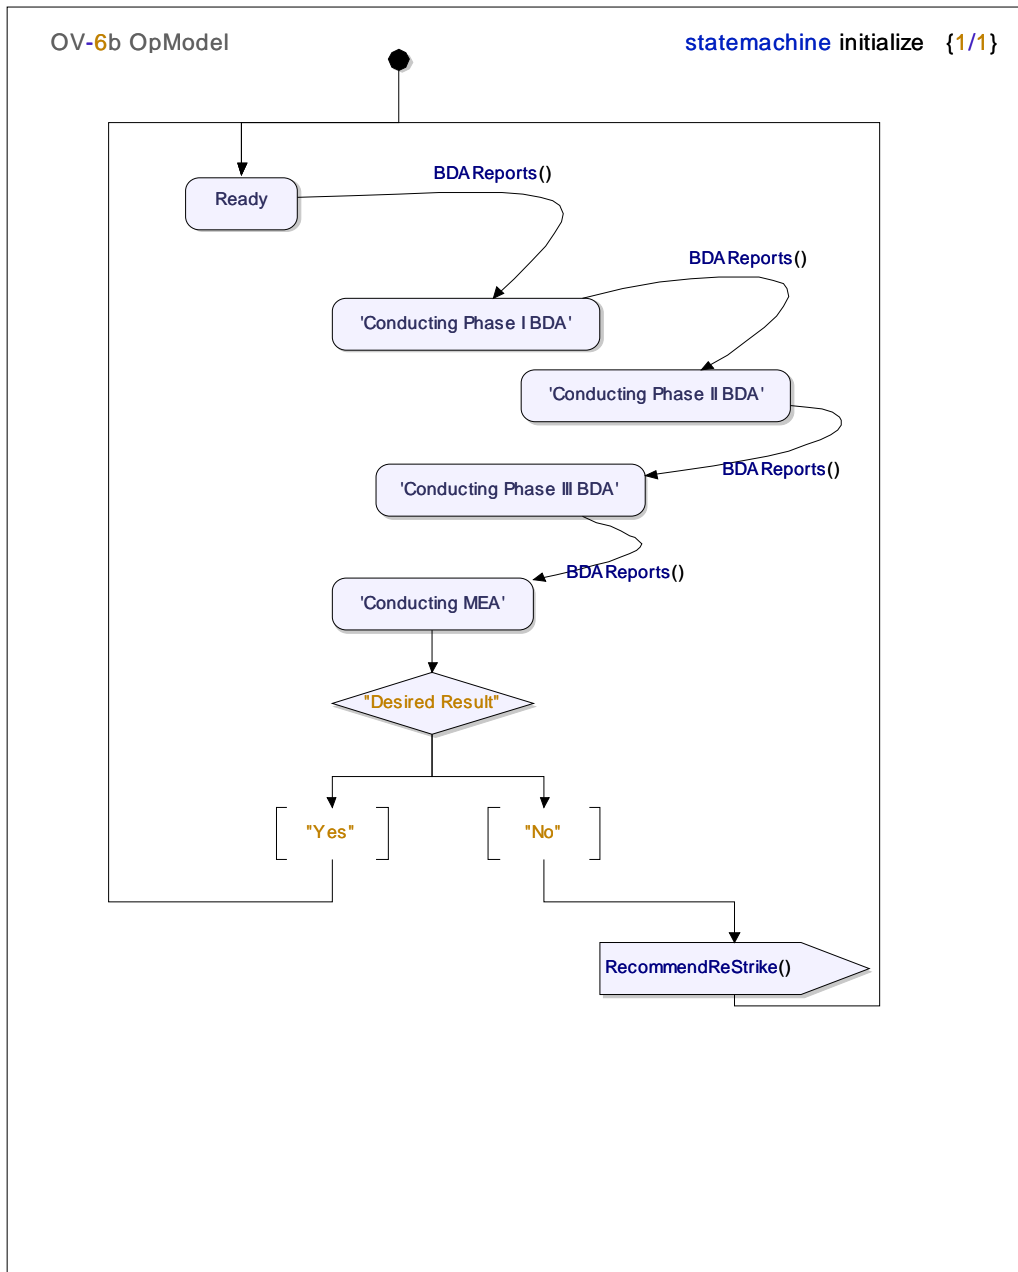 OV-6b OpModel
statemachine initialize {1/1}
BDAReports()
Ready
BDAReports()
'Conducting Phase I BDA'
'Conducting Phase II BDA'
BDAReports()
'Conducting Phase III BDA'
BDAReports()
'Conducting MEA'
"Desired Result"
"Yes"
"No"
RecommendReStrike()